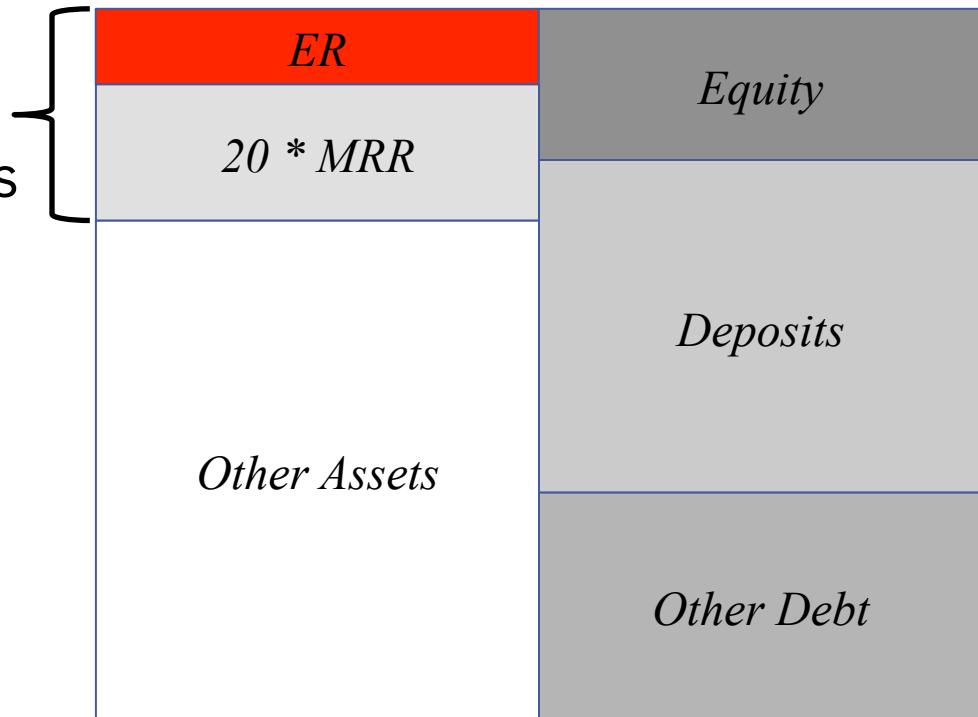 ER
Equity
20 * MRR
s
Deposits
Other Assets
Other Debt